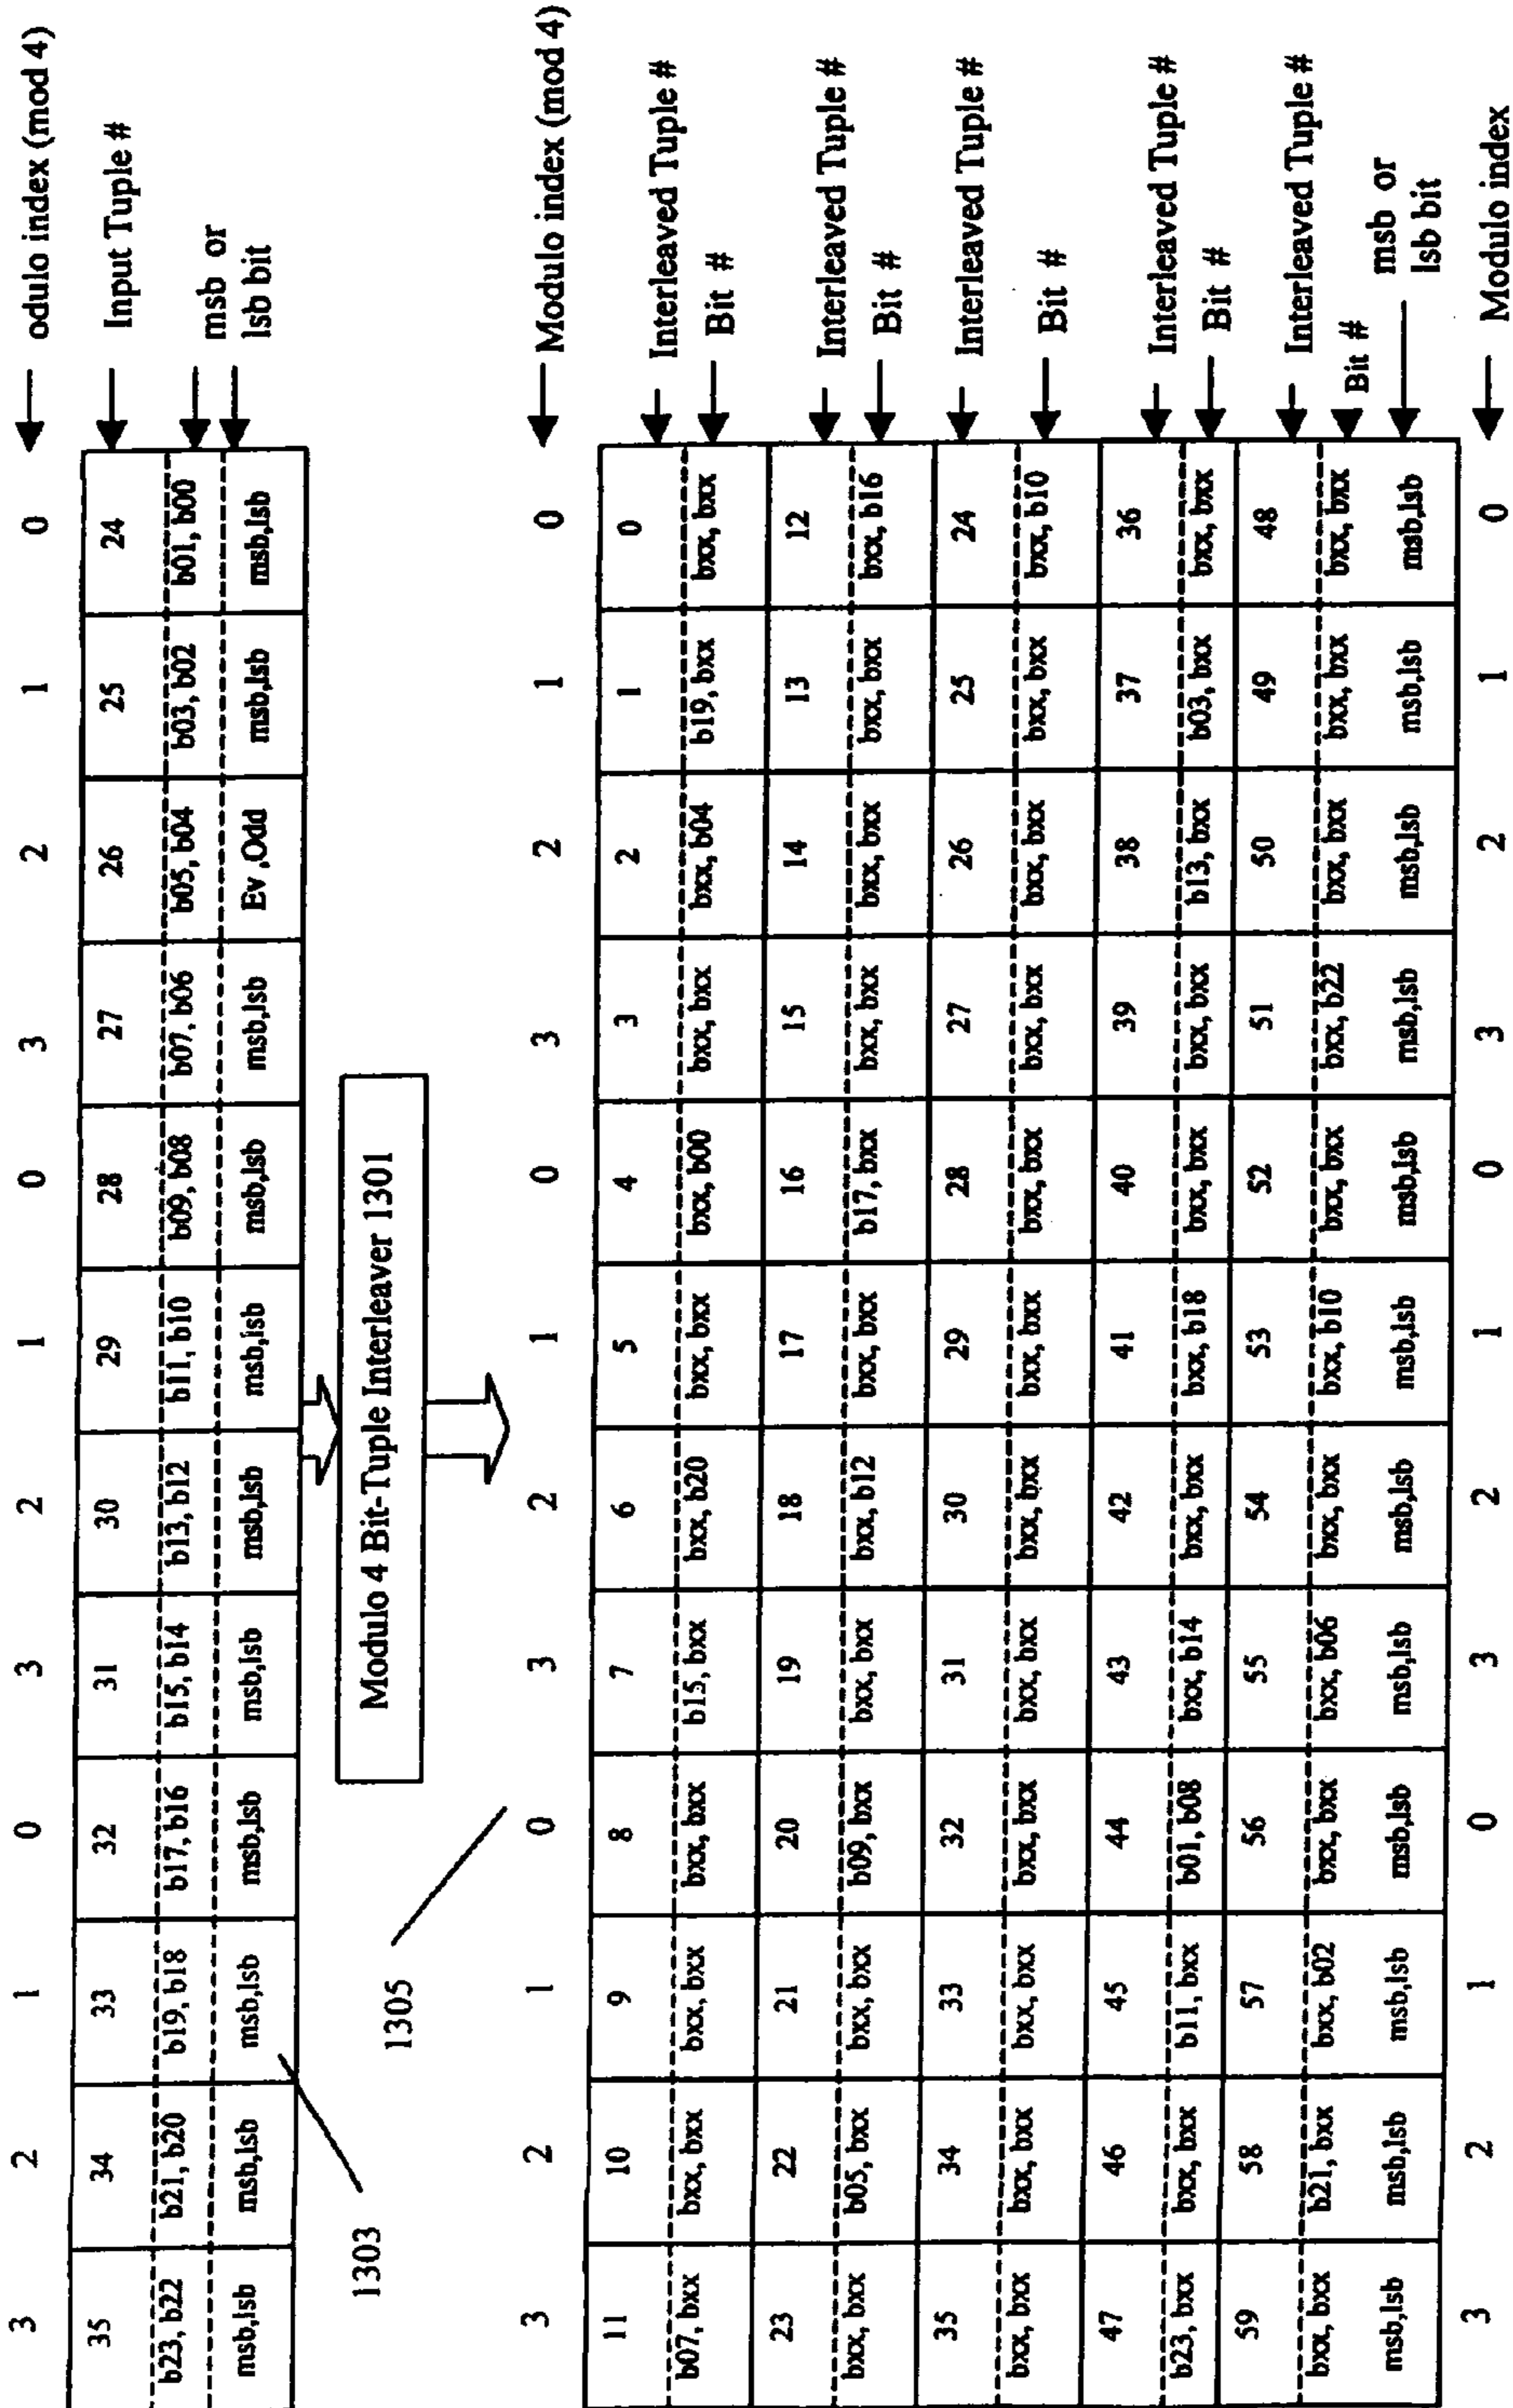 3 2 1 0 3 2 1 0 3 2 1 0 odulo index (mod 4)
35 34 33 32 31 30 29 28 27 26 25 24 Input Tuple #
b23, b22 b21, b20 b19, b18 b17, b16 b15, b14 b13, b12 b11, b10 b09, b08 b07, b06 b05, b04 b03, b02 b01, b00 msb or
msb,lsb msb,lsb msb,lsb msb,lsb msb,lsb msb,lsb msb,lsb msb,lsb msb,lsb Ev ,Odd msb,lsb msb,lsb lsb bit
1303
Modulo 4 Bit-Tuple Interleaver 1301
1305
3 2 1 0 3 2 1 0 3 2 1 0 Modulo index (mod 4)
11 10 9 8 7 6 5 4 3 2 1 0 Interleaved Tuple #
b07, bxx bxx, bxx bxx, bxx bxx, bxx b15, bxx bxx, b20 bxx, bxx bxx, b00 bxx, bxx bxx, b04 b19, bxx bxx, bxx Bit #
23 22 21 20 19 18 17 16 15 14 13 12 Interleaved Tuple #
bxx, bxx b05, bxx bxx, bxx b09, bxx bxx, bxx bxx, b12 bxx, bxx b17, bxx bxx, bxx bxx, bxx bxx, bxx bxx, b16 Bit #
35 34 33 32 31 30 29 28 27 26 25 24 Interleaved Tuple #
bxx, bxx bxx, bxx bxx, bxx bxx, bxx bxx, bxx bxx, bxx bxx, bxx bxx, bxx bxx, bxx bxx, bxx bxx, bxx bxx, b10 Bit #
47 46 45 44 43 42 41 40 39 38 37 36 Interleaved Tuple #
b23, bxx bxx, bxx b11, bxx b01, b08 bxx, b14 bxx, bxx bxx, b18 bxx, bxx bxx, bxx b13, bxx b03, bxx bxx, bxx Bit #
59 58 57 56 55 54 53 52 51 50 49 48 Interleaved Tuple #
bxx, bxx b21, bxx bxx, b02 bxx, bxx bxx, b06 bxx, bxx bxx, b10 bxx, bxx bxx, b22 bxx, bxx bxx, bxx bxx, bxx Bit #
msb,lsb msb,lsb msb,lsb msb,lsb msb,lsb msb,lsb msb,lsb msb,lsb msb,lsb msb,lsb msb,lsb msb,lsb msb or
lsb bit
3 2 1 0 3 2 1 0 3 2 1 0 Modulo index